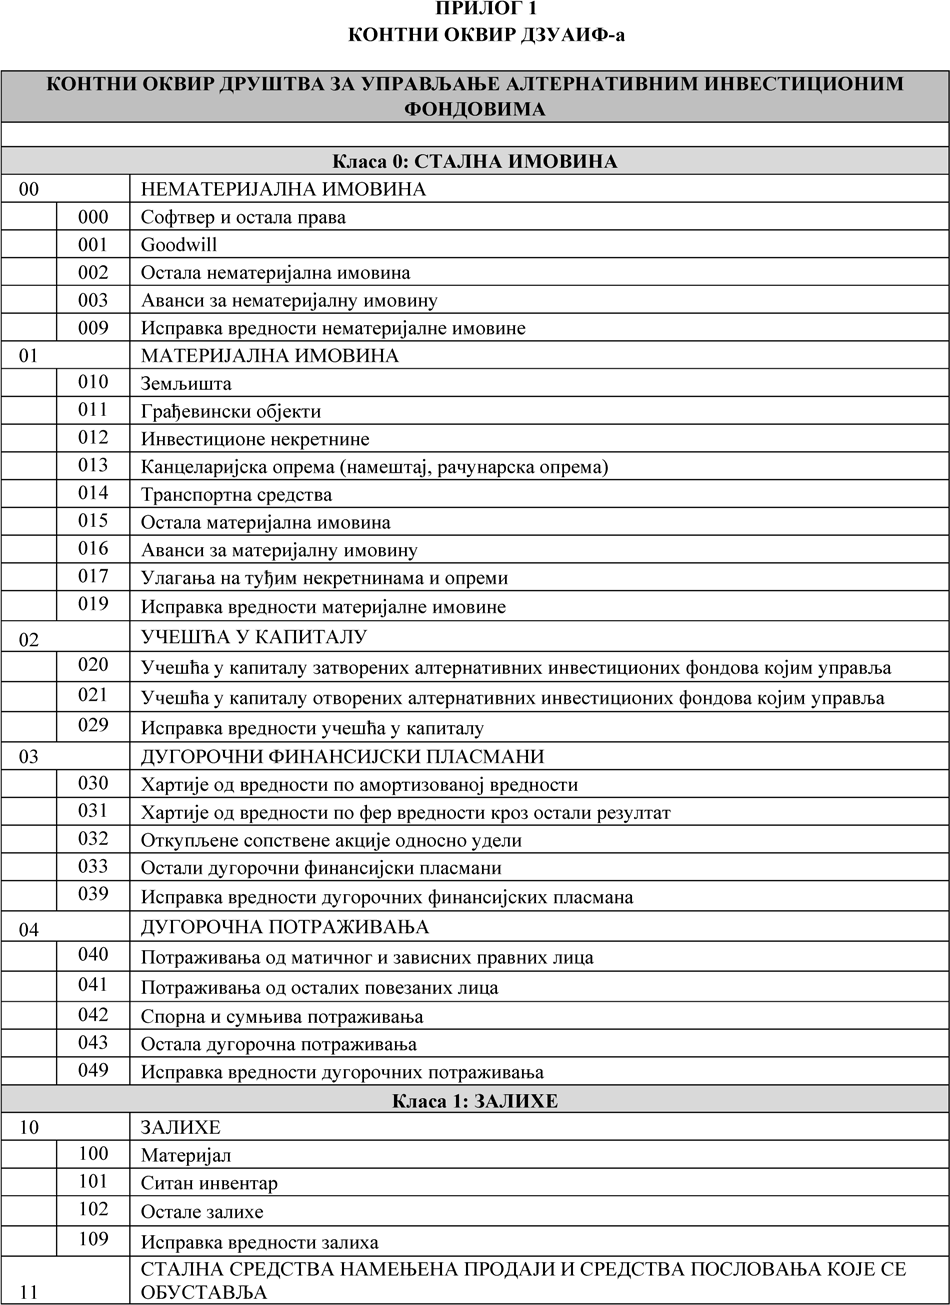 ПРИЛОГ 1
КОНТНИ ОКВИР ДЗУАИФ-а
КОНТНИ ОКВИР ДРУШТВА ЗА УПРАВЉАЊЕ АЛТЕРНАТИВНИМ ИНВЕСТИЦИОНИМ
ФОНДОВИМА
Класа 0: СТАЛНА ИМОВИНА
00 НЕМАТЕРИЈАЛНА ИМОВИНА
000 Софтвер и остала права
001 Goodwill
002 Остала нематеријална имовина
003 Аванси за нематеријалну имовину
009 Исправка вредности нематеријалне имовине
01 МАТЕРИЈАЛНА ИМОВИНА
010 Земљишта
011 Грађевински објекти
012 Инвестиционе некретнине
013 Канцеларијска опрема (намештај, рачунарска опрема)
014 Транспортна средства
015 Остала материјална имовина
016 Аванси за материјалну имовину
017 Улагања на туђим некретнинама и опреми
019 Исправка вредности материјалне имовине
02 УЧЕШЋА У КАПИТАЛУ
020 Учешћа у капиталу затворених алтернативних инвестиционих фондова којим управља
021 Учешћа у капиталу отворених алтернативних инвестиционих фондова којим управља
029 Исправка вредности учешћа у капиталу
03 ДУГОРОЧНИ ФИНАНСИЈСКИ ПЛАСМАНИ
030 Хартије од вредности по амортизованој вредности
031 Хартије од вредности по фер вредности кроз остали резултат
032 Откупљене сопствене акције односно удели
033 Остали дугорочни финансијски пласмани
039 Исправка вредности дугорочних финансијских пласмана
04 ДУГОРОЧНА ПОТРАЖИВАЊА
040 Потраживања од матичног и зависних правних лица
041 Потраживања од осталих повезаних лица
042 Спорна и сумњива потраживања
043 Остала дугорочна потраживања
049 Исправка вредности дугорочних потраживања
Класа 1: ЗАЛИХЕ
10 ЗАЛИХЕ
100 Материјал
101 Ситан инвентар
102 Остале залихе
109 Исправка вредности залиха
СТАЛНА СРЕДСТВА НАМЕЊЕНА ПРОДАЈИ И СРЕДСТВА ПОСЛОВАЊА КОЈЕ СЕ
11 ОБУСТАВЉА